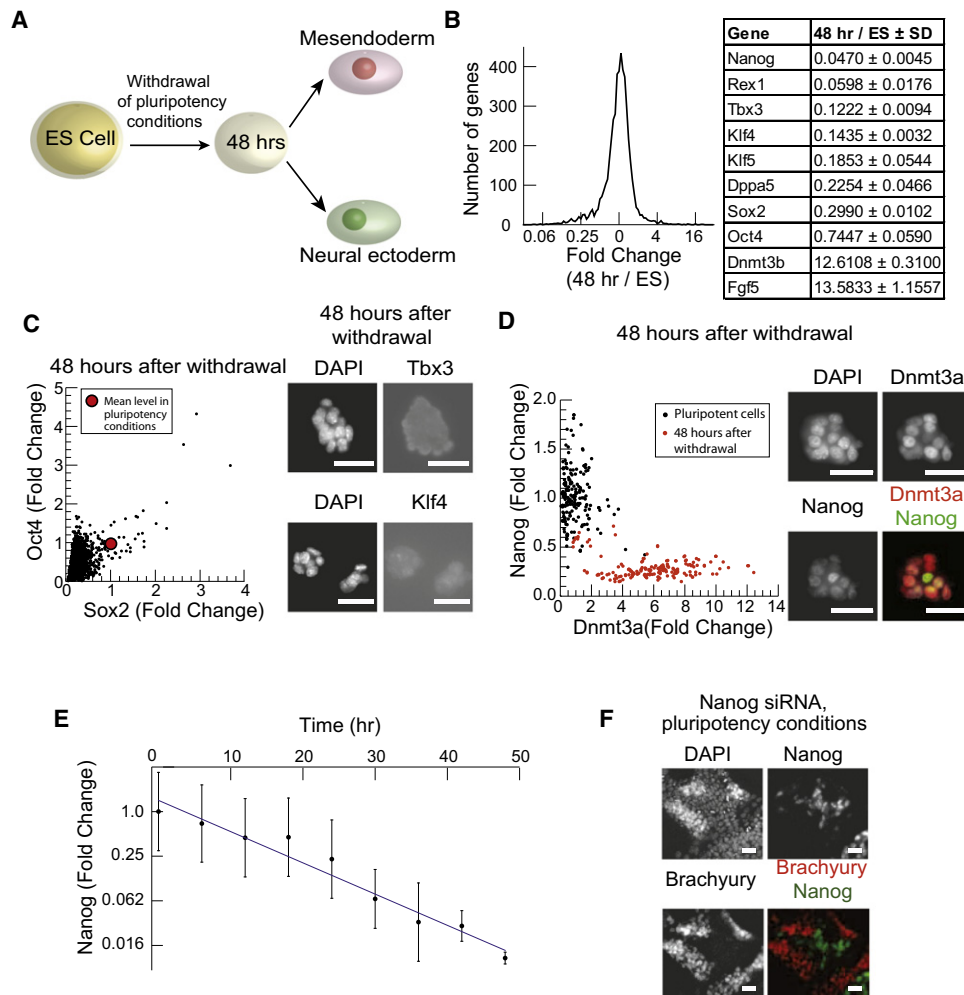 A
Mesendoderm
Withdrawal
of pluripotency
conditions
ES Cell
48 hrs
Neural ectoderm
B
Number of genes
400
300
200
100
0
0.06 0.25 0 4 16
Fold Change
(48 hr / ES)
Gene 48 hr / ES ± SD
Nanog 0.0470 ± 0.0045
Rex1 0.0598 ± 0.0176
Tbx3 0.1222 ± 0.0094
Klf4 0.1435 ± 0.0032
Klf5 0.1853 ± 0.0544
Dppa5 0.2254 ± 0.0466
Sox2 0.2990 ± 0.0102
Oct4 0.7447 ± 0.0590
Dnmt3b 12.6108 ± 0.3100
Fgf5 13.5833 ± 1.1557
C
48 hours after withdrawal
Oct4 (Fold Change)
5
4
3
2
1
0
0 1 2 3 4 5
Sox2 (Fold Change)
Mean level in
pluripotency
conditions
48 hours after
withdrawal
DAPI Tbx3
DAPI Klf4
D
48 hours after withdrawal
Nanog (Fold Change)
2.0
1.5
1.0
0.5
0.0
0 2 4 6 8 10 12 14
Dnmt3a(Fold Change)
Pluripotent cells
48 hours after
withdrawal
DAPI Dnmt3a
Nanog Dnmt3a
Nanog
E
Time (hr)
0 10 20 30 40 50
Nanog (Fold Change)
1.0
0.25
0.062
0.016
F
Nanog siRNA,
pluripotency conditions
DAPI Nanog
Brachyury Brachyury
Nanog